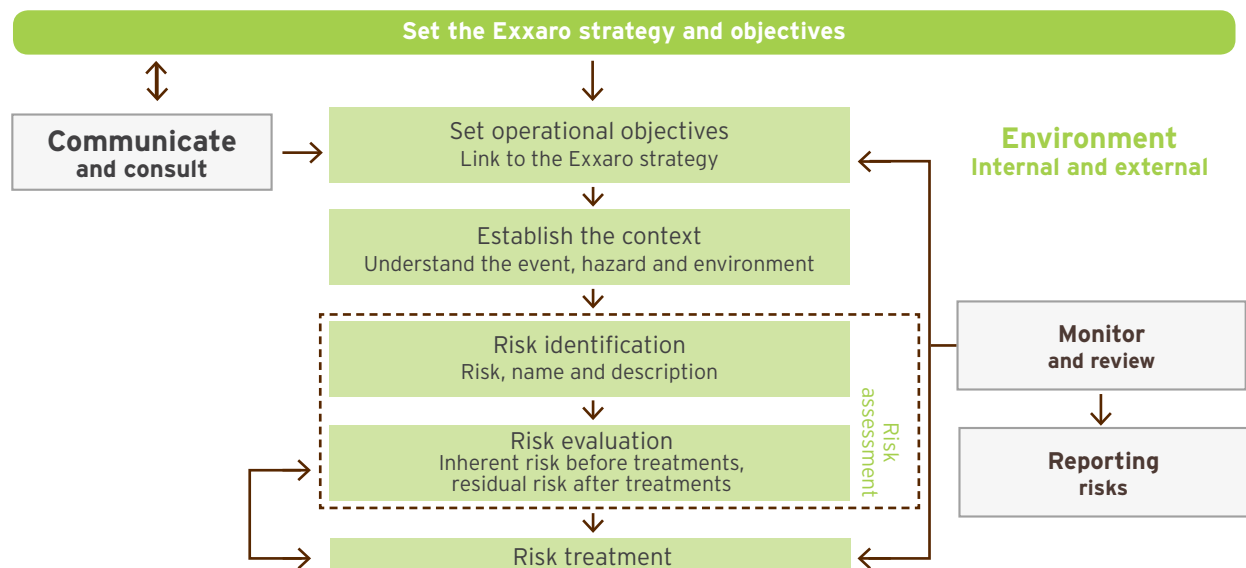 Set the Exxaro strategy and objectives
Communicate
and consult
Set operational objectives
Link to the Exxaro strategy
Environment
Internal and external
Establish the context
Understand the event, hazard and environment
Risk identification
Risk, name and description
Risk evaluation
Inherent risk before treatments,
residual risk after treatments
Risk
assessment
Monitor
and review
Reporting
risks
Risk treatment